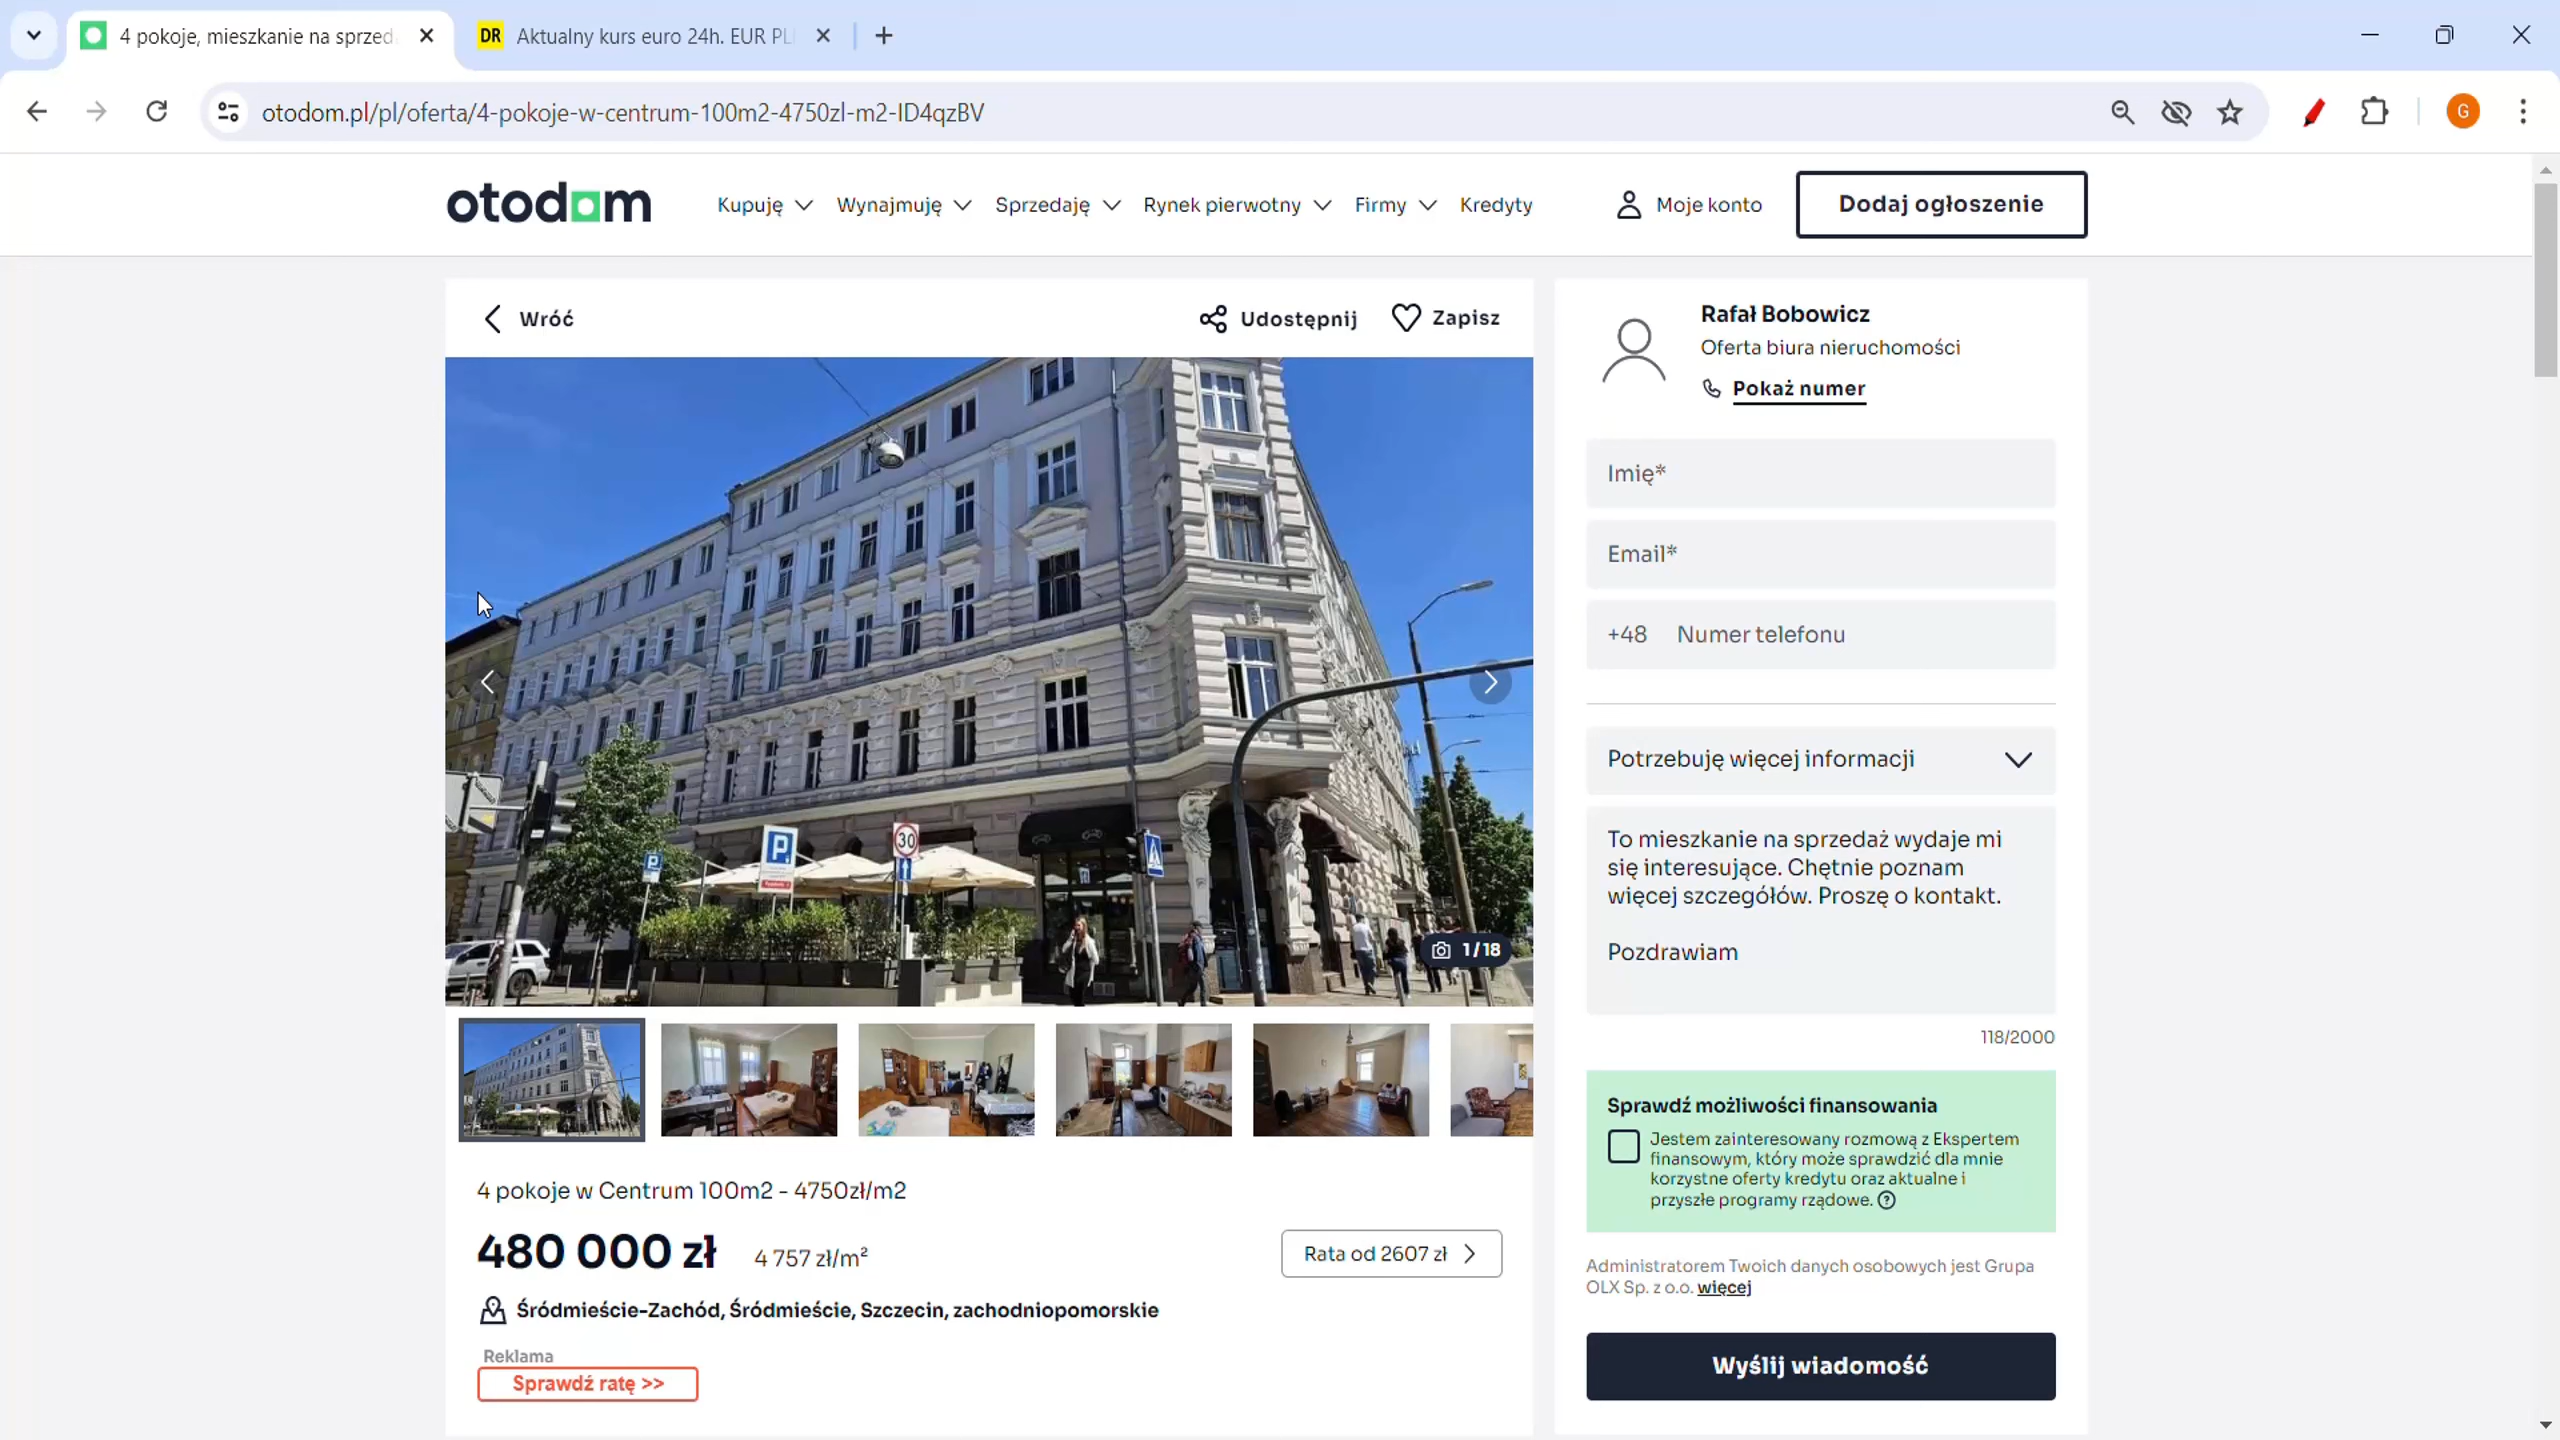 4 pokoje, mieszkanie na sprzed
DR Aktualny kurs euro 24h. EUR PL
otodom.pl/pl/oferta/4-pokoje-w-centrum-100m2-4750zl-m2-ID4qzBV
G
otodom
Kupuję
Wynajmuję
Sprzedaję
Rynek pierwotny
Firmy
Kredyty
Moje konto
Dodaj ogłoszenie
Wróć
Udostępnij
Zapisz
P
P
30
1/18
4 pokoje w Centrum 100m2 - 4750zł/m2
480 000 zł 4 757 zł/m²
Rata od 2607 zł
Śródmieście-Zachód, Śródmieście, Szczecin, zachodniopomorskie
Reklama
Sprawdź ratę >>
Rafał Bobowicz
Oferta biura nieruchomości
Pokaż numer
Imię*
Email*
+48 Numer telefonu
Potrzebuję więcej informacji
To mieszkanie na sprzedaż wydaje mi
się interesujące. Chętnie poznam
więcej szczegółów. Proszę o kontakt.
Pozdrawiam
118/2000
Sprawdź możliwości finansowania
Jestem zainteresowany rozmową z Ekspertem
finansowym, który może sprawdzić dla mnie
korzystne oferty kredytu oraz aktualne i
przyszłe programy rządowe. ?
Administratorem Twoich danych osobowych jest Grupa
OLX Sp. z o.o. więcej
Wyślij wiadomość